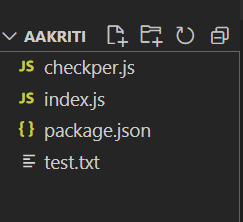 AAKRITI
JS checkper.js
JS index.js
{} package.json
test.txt